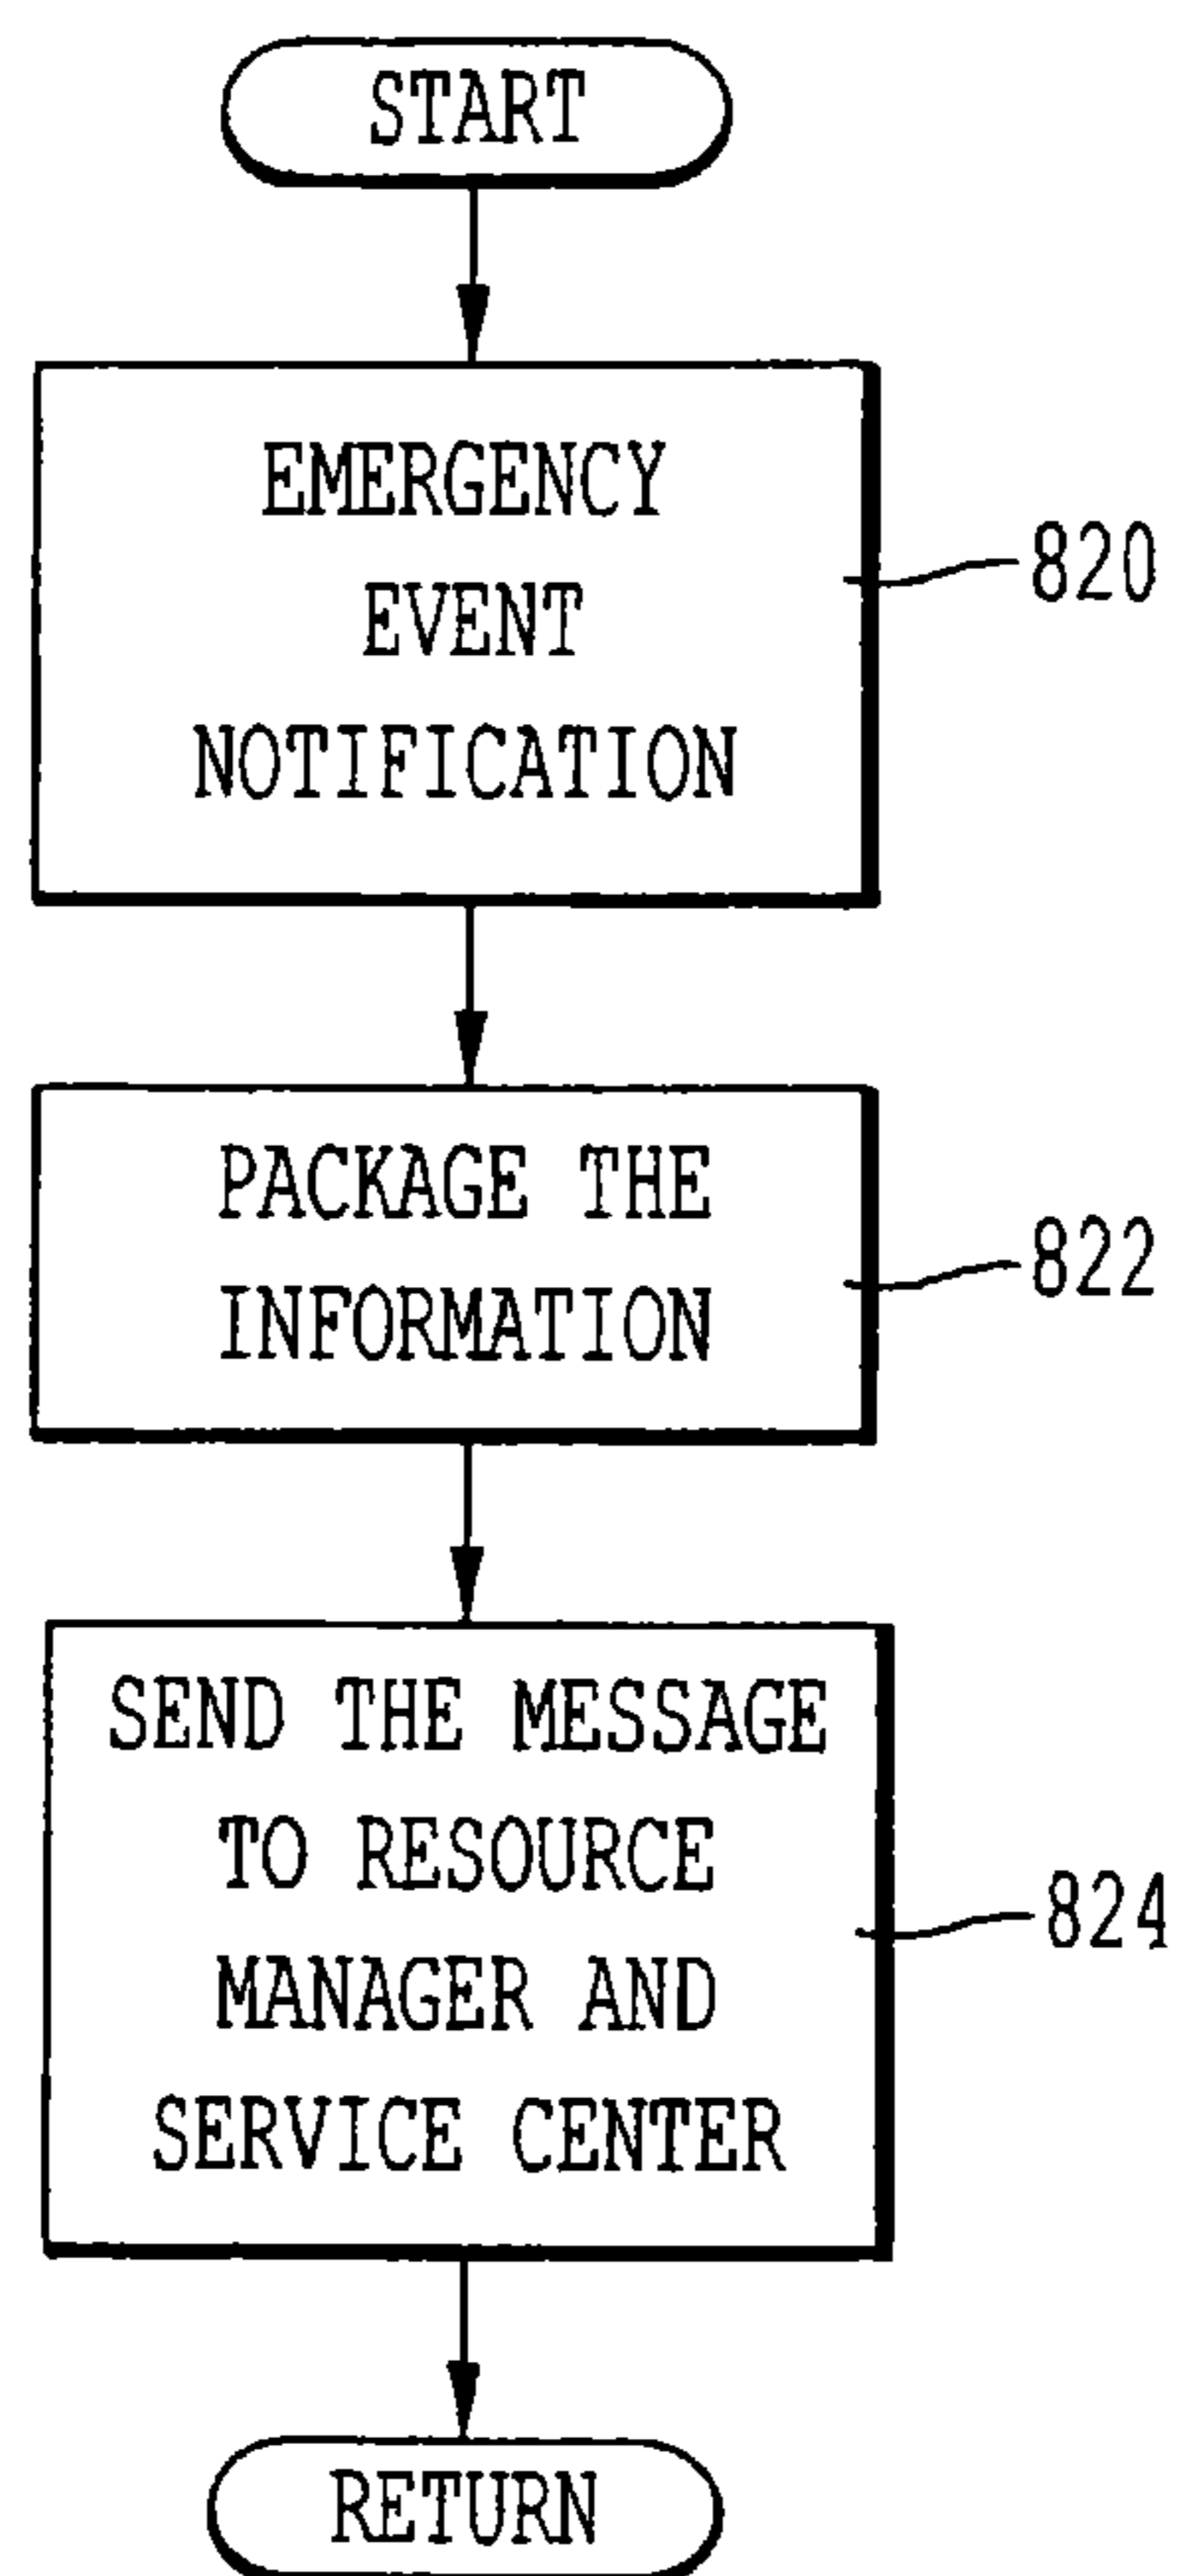 START
EMERGENCY
EVENT
NOTIFICATION
820
PACKAGE THE
INFORMATION
822
SEND THE MESSAGE
TO RESOURCE
MANAGER AND
SERVICE CENTER
824
RETURN